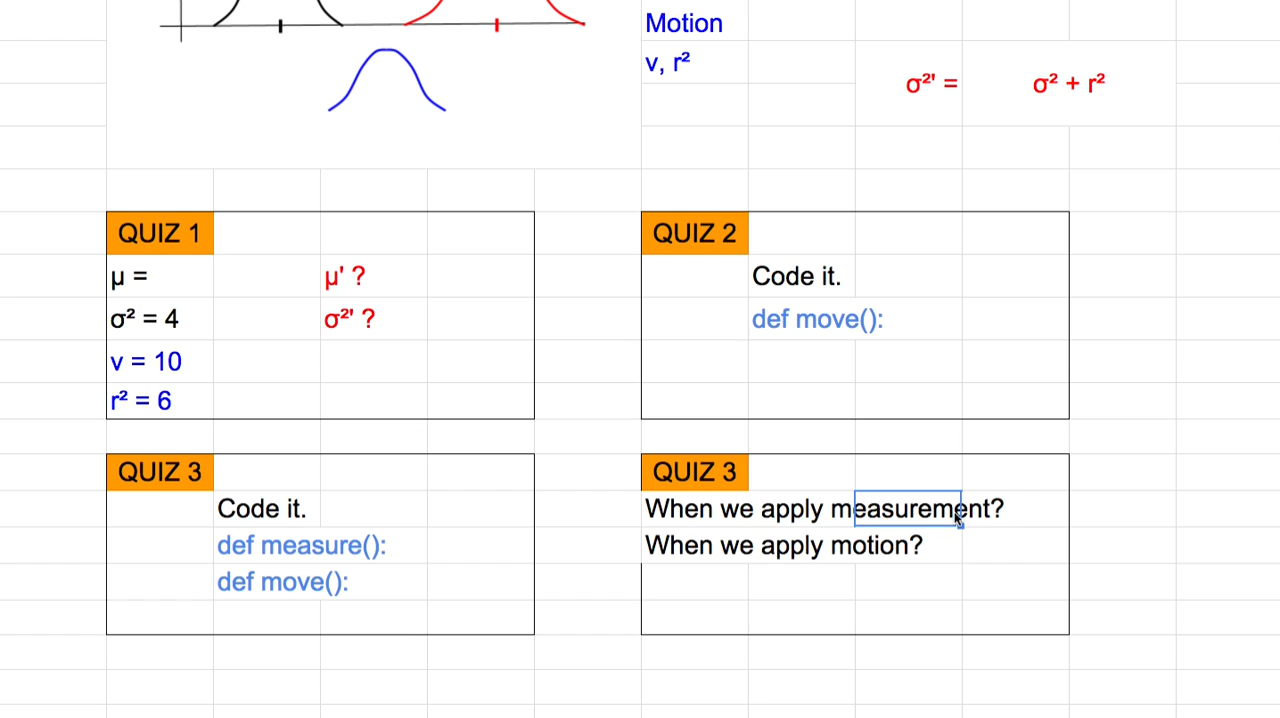 Motion
v, r²
σ²' = σ² + r²
QUIZ 1
μ = μ' ?
σ² = 4 σ²' ?
v = 10
r² = 6
QUIZ 2
Code it.
def move():
QUIZ 3
Code it.
def measure():
def move():
QUIZ 3
When we apply measurement?
When we apply motion?